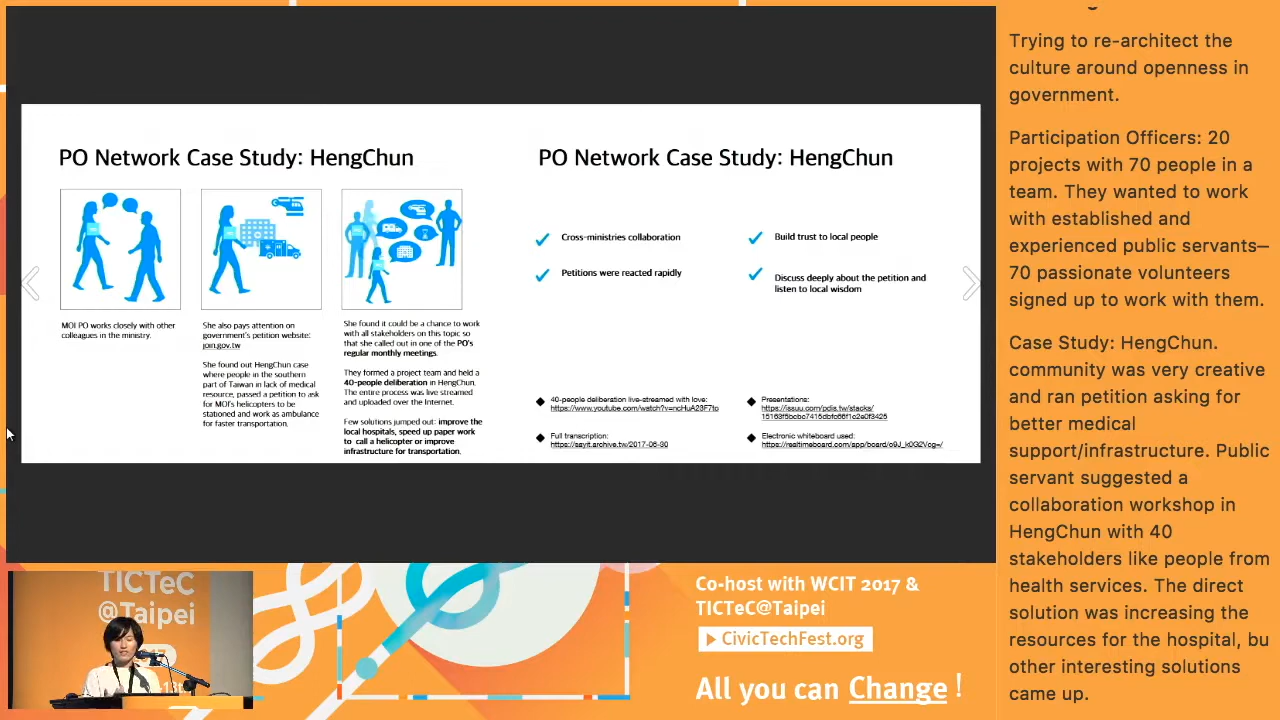 PO Network Case Study: HengChun
MOI PO works closely with other
colleagues in the ministry.
She also pays attention on
government's petition website:
join.gov.tw
She found out HengChun case
where people in the southern
part of Taiwan in lack of medical
resource, passed a petition to ask
for MOI's helicopters to be
stationed and work as ambulance
for faster transportation.
She found it could be a chance to work
with all stakeholders on this topic so
that she called out in one of the PO's
regular monthly meetings.
They formed a project team and held a
40-people deliberation in HengChun.
The entire process was live streamed
and uploaded over the Internet.
Few solutions jumped out: improve the
local hospitals, speed up paper work
to call a helicopter or improve
infrastructure for transportation.
PO Network Case Study: HengChun
Cross-ministries collaboration
Petitions were reacted rapidly
Build trust to local people
Discuss deeply about the petition and
listen to local wisdom
40-people deliberation live-streamed with love:
https://www.youtube.com/watch?v=ncHuA23F7to
Full transcription:
https://sayit.archive.tw/2017-06-30
Presentations:
https://issuu.com/pdis.tw/stacks/
Electronic whiteboard used:
Trying to re-architect the
culture around openness in
government.
Participation Officers: 20
projects with 70 people in a
team. They wanted to work
with established and
experienced public servants—
70 passionate volunteers
signed up to work with them.
Case Study: HengChun.
community was very creative
and ran petition asking for
better medical
support/infrastructure. Public
servant suggested a
collaboration workshop in
HengChun with 40
stakeholders like people from
health services. The direct
solution was increasing the
resources for the hospital, bu
other interesting solutions
came up.
TICTeC
@Taipei
Co-host with WCIT 2017 &
TICTeC@Taipei
CivicTechFest.org
All you can Change !